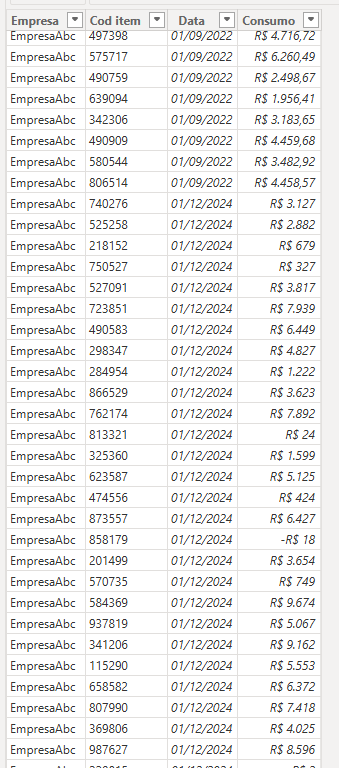 Empresa Cod item Data Consumo
EmpresaAbc 497398 01/09/2022 R$ 4.716,72
EmpresaAbc 575717 01/09/2022 R$ 6.260,49
EmpresaAbc 490759 01/09/2022 R$ 2.498,67
EmpresaAbc 639094 01/09/2022 R$ 1.956,41
EmpresaAbc 342306 01/09/2022 R$ 3.183,65
EmpresaAbc 490909 01/09/2022 R$ 4.459,68
EmpresaAbc 580544 01/09/2022 R$ 3.482,92
EmpresaAbc 806514 01/09/2022 R$ 4.458,57
EmpresaAbc 740276 01/12/2024 R$ 3.127
EmpresaAbc 525258 01/12/2024 R$ 2.882
EmpresaAbc 218152 01/12/2024 R$ 679
EmpresaAbc 750527 01/12/2024 R$ 327
EmpresaAbc 527091 01/12/2024 R$ 3.817
EmpresaAbc 723851 01/12/2024 R$ 7.939
EmpresaAbc 490583 01/12/2024 R$ 6.449
EmpresaAbc 298347 01/12/2024 R$ 4.827
EmpresaAbc 284954 01/12/2024 R$ 1.222
EmpresaAbc 866529 01/12/2024 R$ 3.623
EmpresaAbc 762174 01/12/2024 R$ 7.892
EmpresaAbc 813321 01/12/2024 R$ 24
EmpresaAbc 325360 01/12/2024 R$ 1.599
EmpresaAbc 623587 01/12/2024 R$ 5.125
EmpresaAbc 474556 01/12/2024 R$ 424
EmpresaAbc 873557 01/12/2024 R$ 6.427
EmpresaAbc 858179 01/12/2024 -R$ 18
EmpresaAbc 201499 01/12/2024 R$ 3.654
EmpresaAbc 570735 01/12/2024 R$ 749
EmpresaAbc 584369 01/12/2024 R$ 9.674
EmpresaAbc 937819 01/12/2024 R$ 5.067
EmpresaAbc 341206 01/12/2024 R$ 9.162
EmpresaAbc 115290 01/12/2024 R$ 5.553
EmpresaAbc 658582 01/12/2024 R$ 6.372
EmpresaAbc 807990 01/12/2024 R$ 7.418
EmpresaAbc 369806 01/12/2024 R$ 4.025
EmpresaAbc 987627 01/12/2024 R$ 8.596